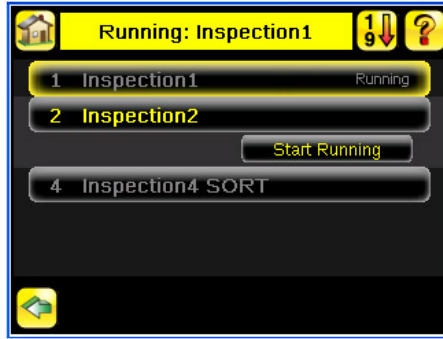 Running: Inspection1
1 9
?
1 Inspection1 Running
2 Inspection2
Start Running
4 Inspection4 SORT